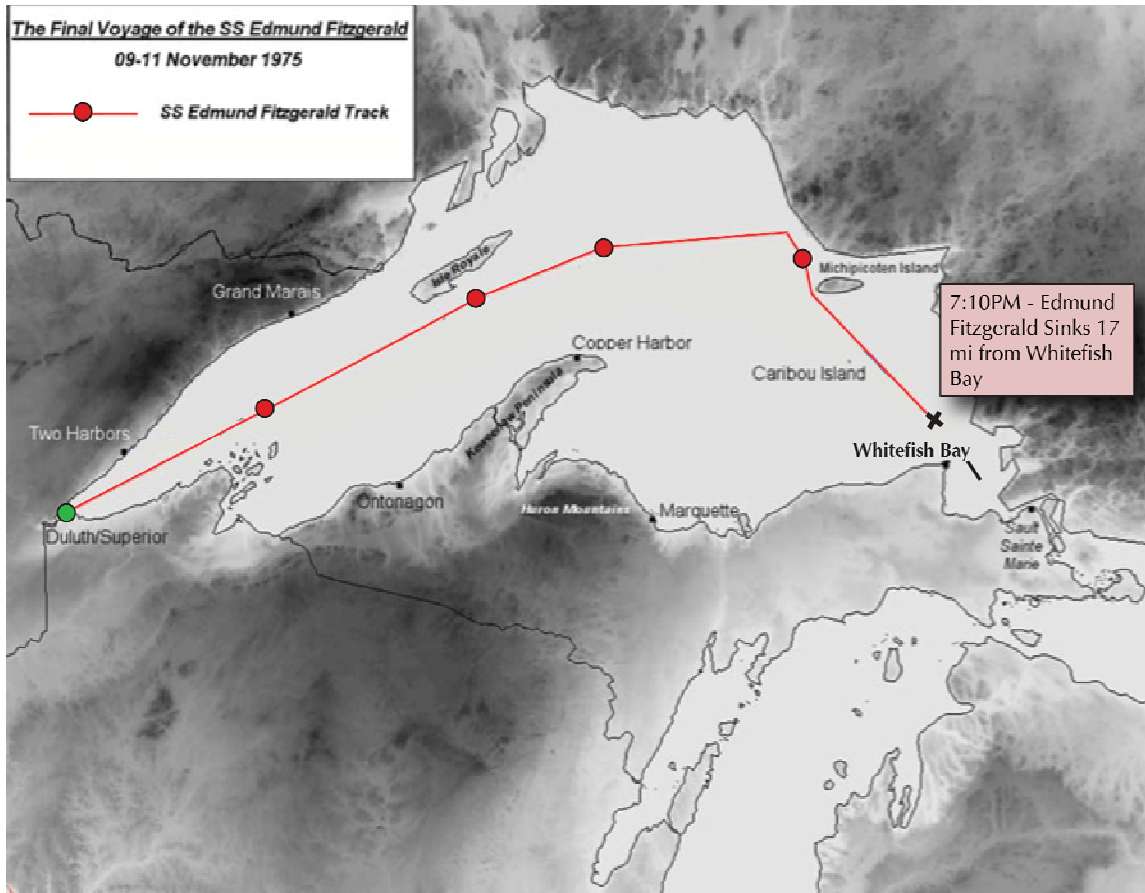 The Final Voyage of the SS Edmund Fitzgerald
09-11 November 1975
SS Edmund Fitzgerald Track
Isle Royale
Grand Marais
Michipicoten Island
7:10PM - Edmund
Fitzgerald Sinks 17
mi from Whitefish
Bay
Copper Harbor
Caribou Island
Keweenaw Peninsula
Two Harbors
Whitefish Bay
Ontonagon
Huron Mountains
Marquette
Duluth/Superior
Sault
Sainte
Marie